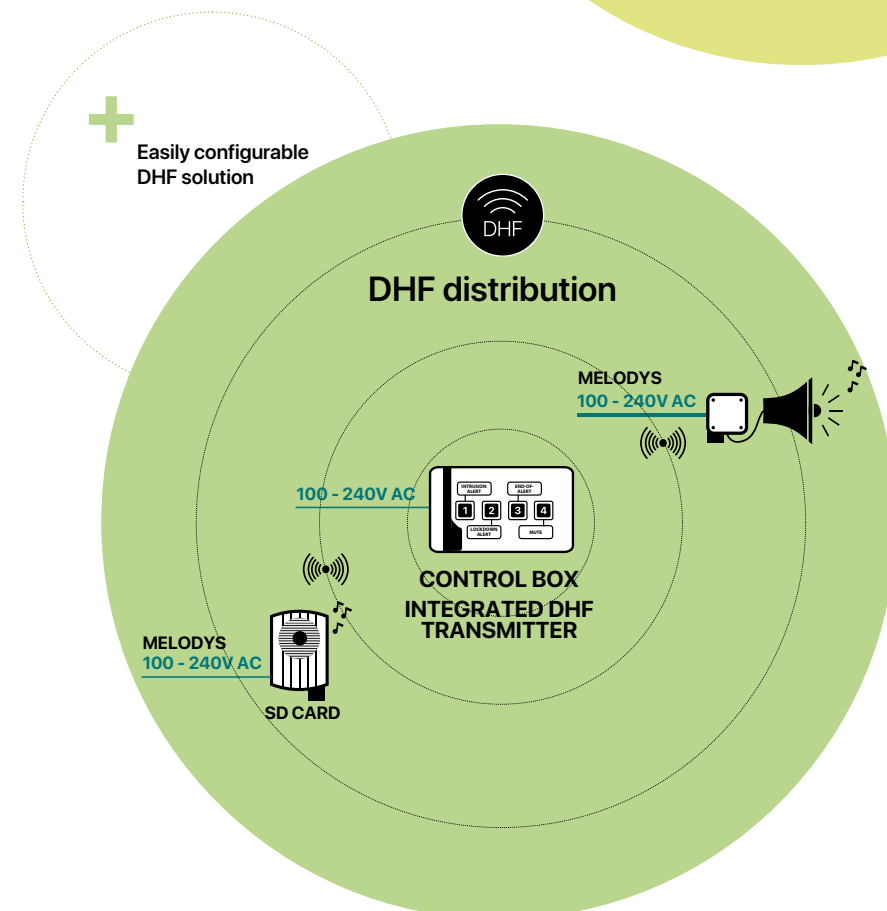 Easily configurable
DHF solution
DHF
DHF distribution
MELODYS
100 - 240V AC
100 - 240V AC
INTRUSION
ALERT
END-OF-
ALERT
1
2
3
4
LOCKDOWN
ALERT
MUTE
CONTROL BOX
INTEGRATED DHF
TRANSMITTER
MELODYS
100 - 240V AC
SD CARD